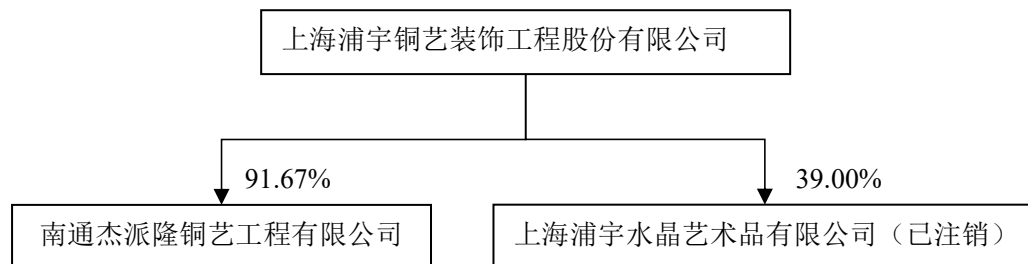 上海浦宇铜艺装饰工程股份有限公司
91.67%
39.00%
南通杰派隆铜艺工程有限公司
上海浦宇水晶艺术品有限公司（已注销）